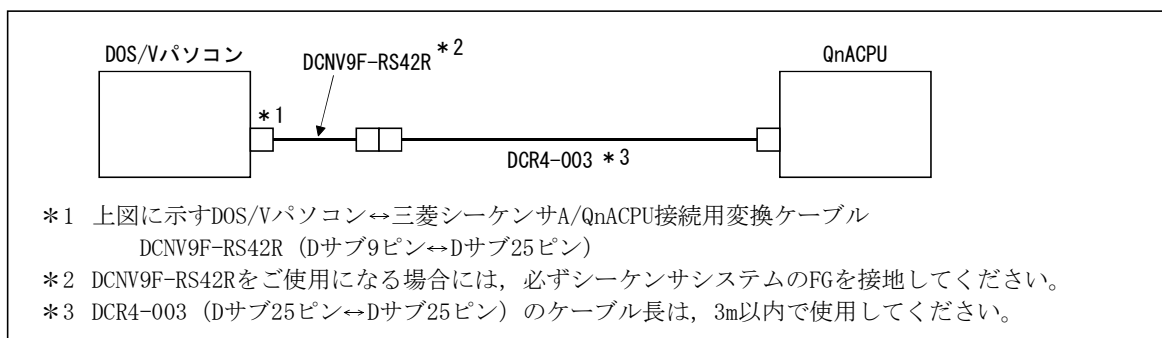 DOS/Vパソコン
DCNV9F-RS42R *2
QnACPU
*1
DCR4-003 *3
*1 上図に示すDOS/Vパソコン↔三菱シーケンサA/QnACPU接続用変換ケーブル
DCNV9F-RS42R (Dサブ9ピン↔Dサブ25ピン)
*2 DCNV9F-RS42Rをご使用になる場合には，必ずシーケンサシステムのFGを接地してください。
*3 DCR4-003 (Dサブ25ピン↔Dサブ25ピン) のケーブル長は，3m以内で使用してください。